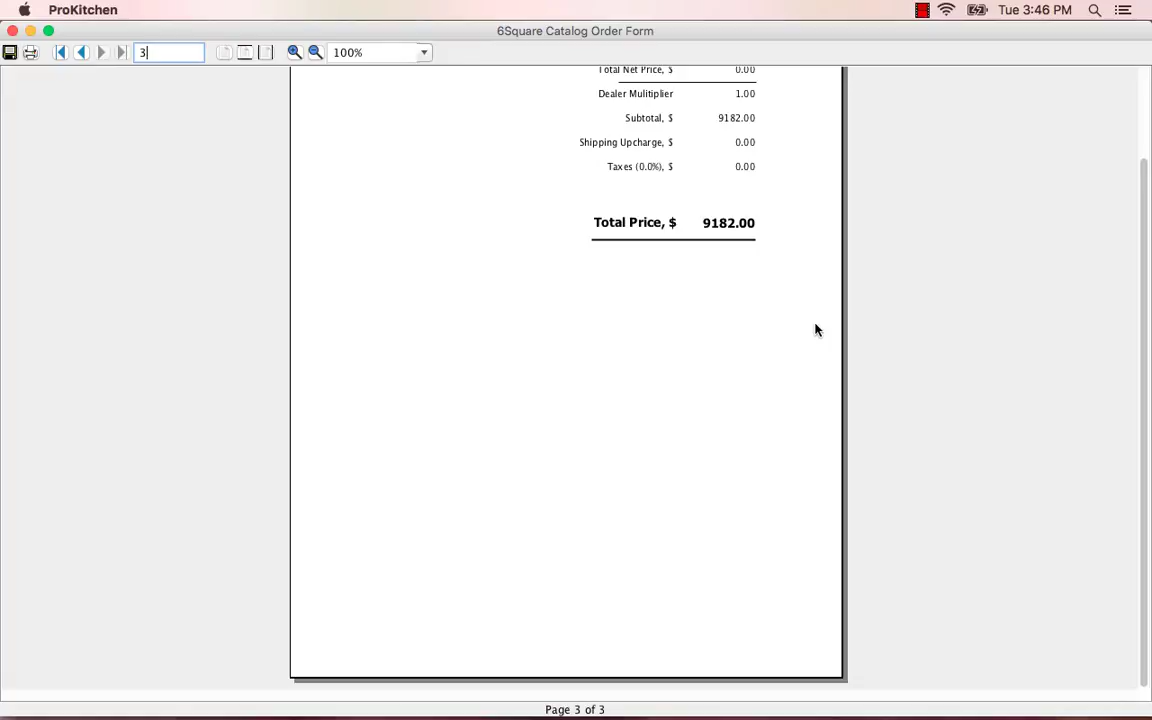 ProKitchen
Tue 3:46 PM
6Square Catalog Order Form
3
100%
Total Net Price, $ 0.00
Dealer Mulitiplier 1.00
Subtotal, $ 9182.00
Shipping Upcharge, $ 0.00
Taxes (0.0%), $ 0.00
Total Price, $ 9182.00
Page 3 of 3